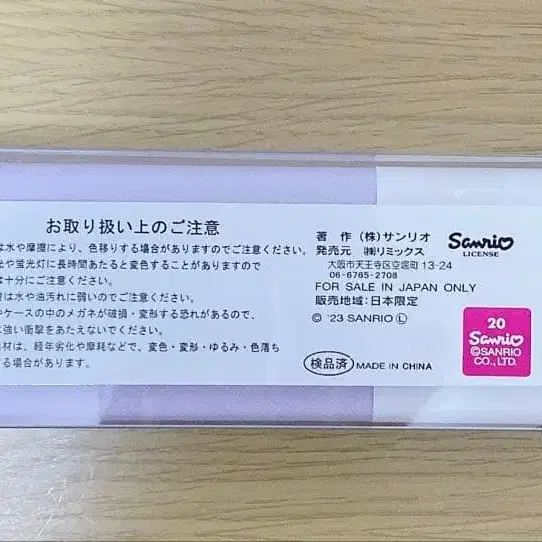 お取り扱い上のご注意
は水や摩擦により、色移りする場合がありますのでご注意ください。
光や蛍光灯に長時間あたると変色することがありますので
は十分にご注意ください。
は水や油汚れに弱いのでご注意ください。
やケースの中のメガネが破損・変形する恐れがあるので、
に強い衝撃をあたえないでください。
素材は、経年劣化や摩耗などで、変色・変形・ゆるみ・色落ち
する場合があります。
著 作 (株)サンリオ
発売元 ㈱リミックス
大阪市天王寺区空堀町 13-24
06-6765-2708
FOR SALE IN JAPAN ONLY
販売地域:日本限定
© '23 SANRIO Ⓛ
検品済 MADE IN CHINA
Sanrio
LICENSE
20
Sanrio
©SANRIO
CO., LTD.